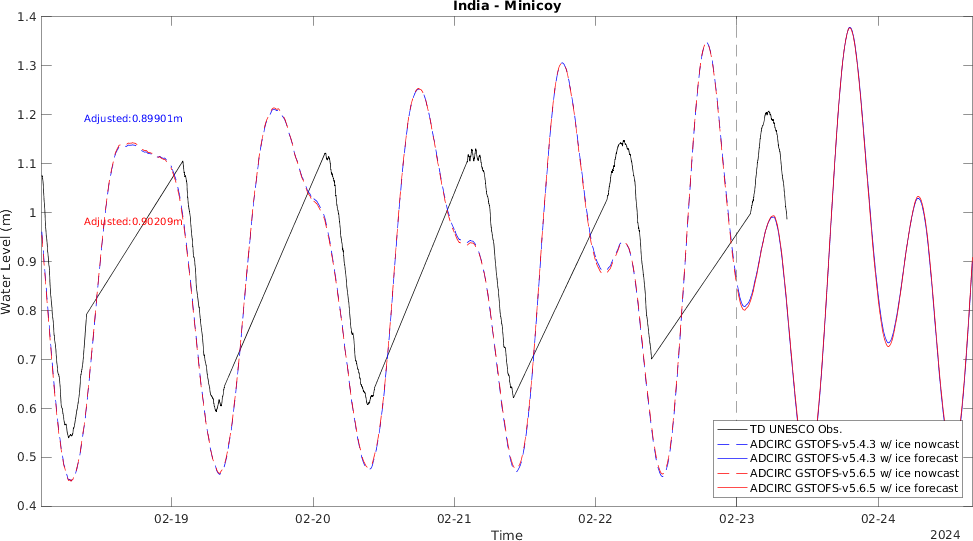 India - Minicoy
1.4
1.3
1.2
1.1
1
0.9
0.8
0.7
0.6
0.5
0.4
Water Level (m)
Adjusted:0.89901m
Adjusted:0.90209m
TD UNESCO Obs.
ADCIRC GSTOFS-v5.4.3 w/ ice nowcast
ADCIRC GSTOFS-v5.4.3 w/ ice forecast
ADCIRC GSTOFS-v5.6.5 w/ ice nowcast
ADCIRC GSTOFS-v5.6.5 w/ ice forecast
02-19 02-20 02-21 02-22 02-23 02-24
Time
2024